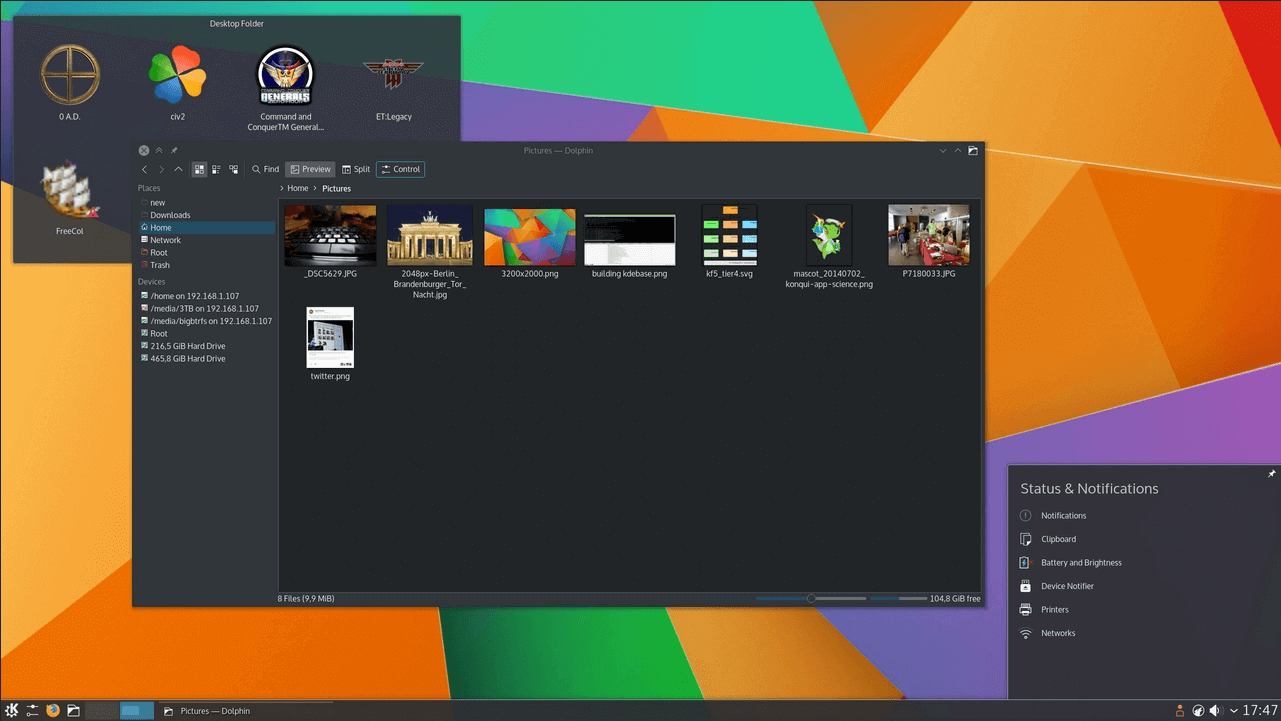 Desktop Folder
0 A.D.
civ2
Command and
ConquerTM General...
ET:Legacy
FreeCol
Pictures — Dolphin
Find
Preview
Split
Control
Places
Home
Pictures
new
Downloads
Home
Network
Root
Trash
Devices
/home on 192.168.1.107
/media/3TB on 192.168.1.107
/media/bigbtrfs on 192.168.1.107
Root
216,5 GiB Hard Drive
465,8 GiB Hard Drive
_DSC5629.JPG
2048px-Berlin_
Brandenburger_Tor_
Nacht.jpg
3200x2000.png
building kdebase.png
kf5_tier4.svg
mascot_20140702_
konqui-app-science.png
P7180033.JPG
twitter.png
8 Files (9,9 MiB)
104,8 GiB free
Status & Notifications
Notifications
Clipboard
Battery and Brightness
Device Notifier
Printers
Networks
Pictures — Dolphin
17:47